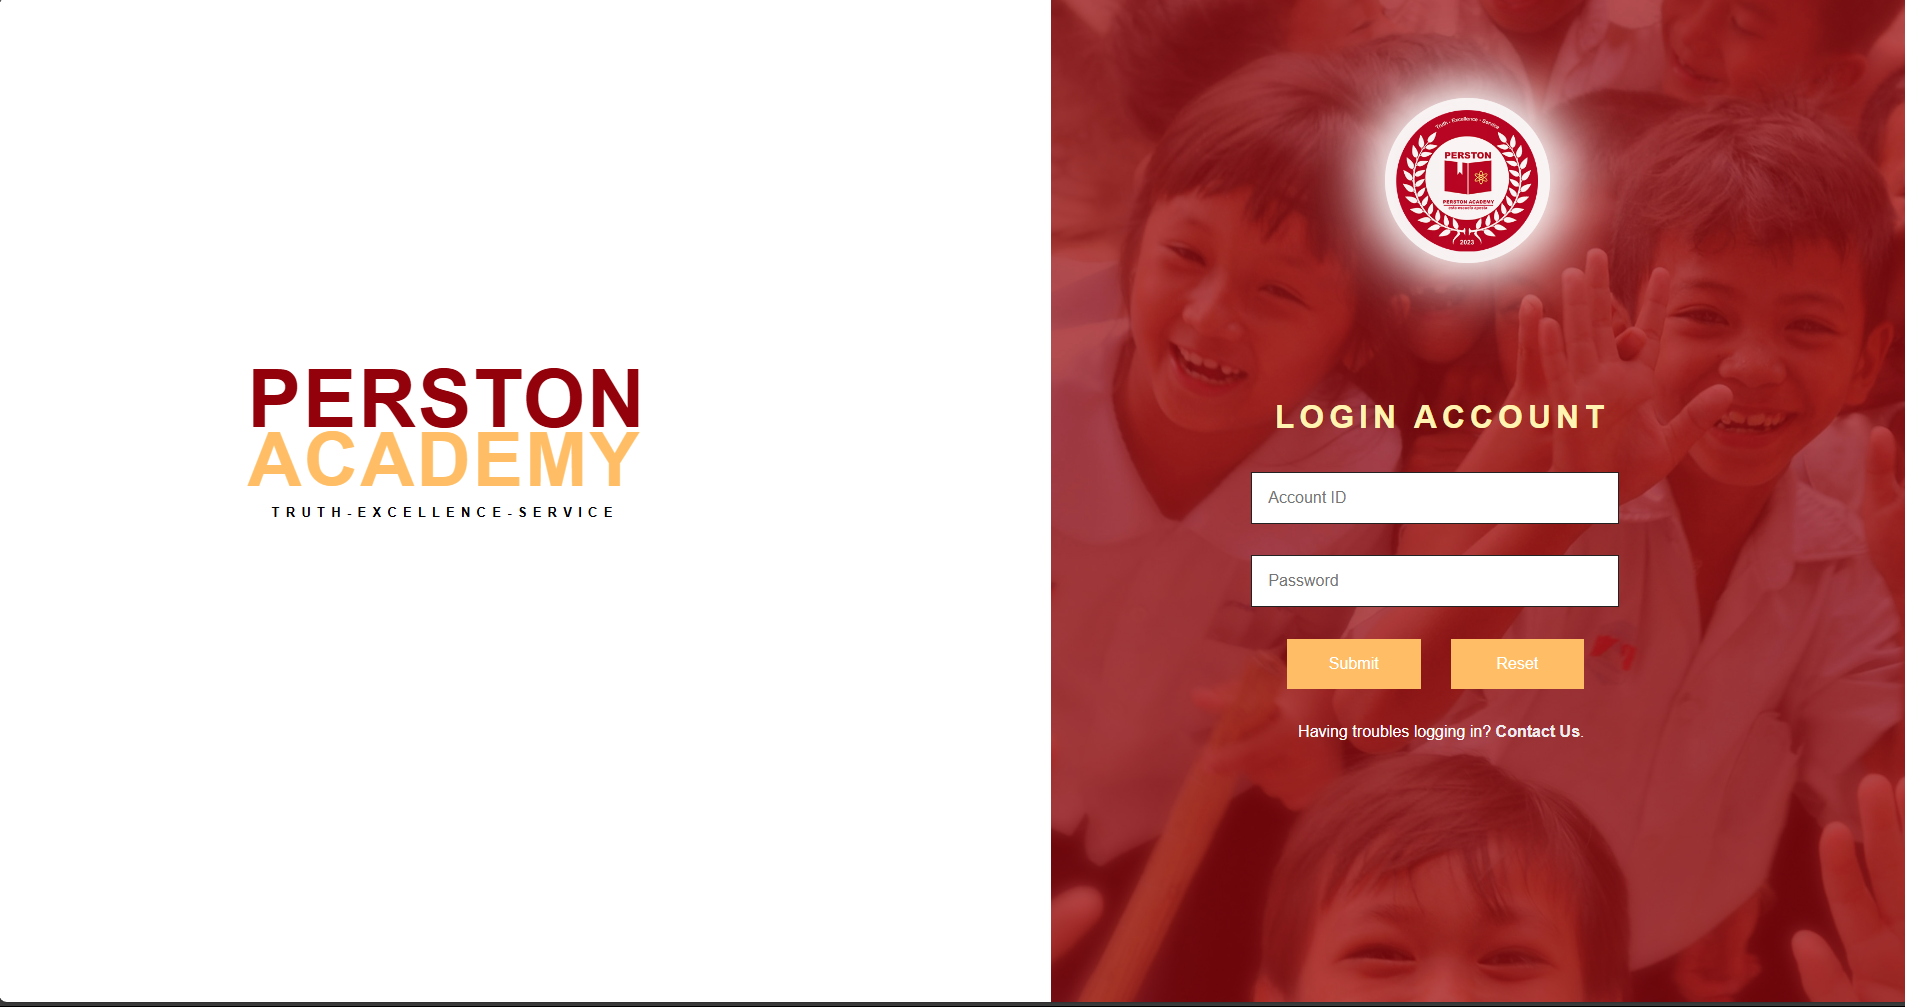 PERSTON
ACADEMY
TRUTH-EXCELLENCE-SERVICE
Truth - Excellence - Service
PERSTON
PERSTON ACADEMY
2023
LOGIN ACCOUNT
Account ID
Password
Submit
Reset
Having troubles logging in? Contact Us.